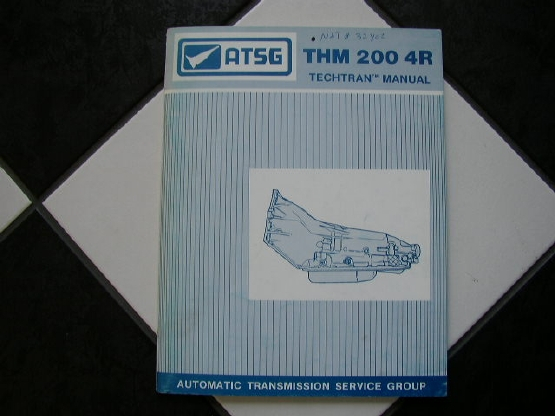 ATSG
THM 200 4R
TECHTRAN™ MANUAL
AUTOMATIC TRANSMISSION SERVICE GROUP